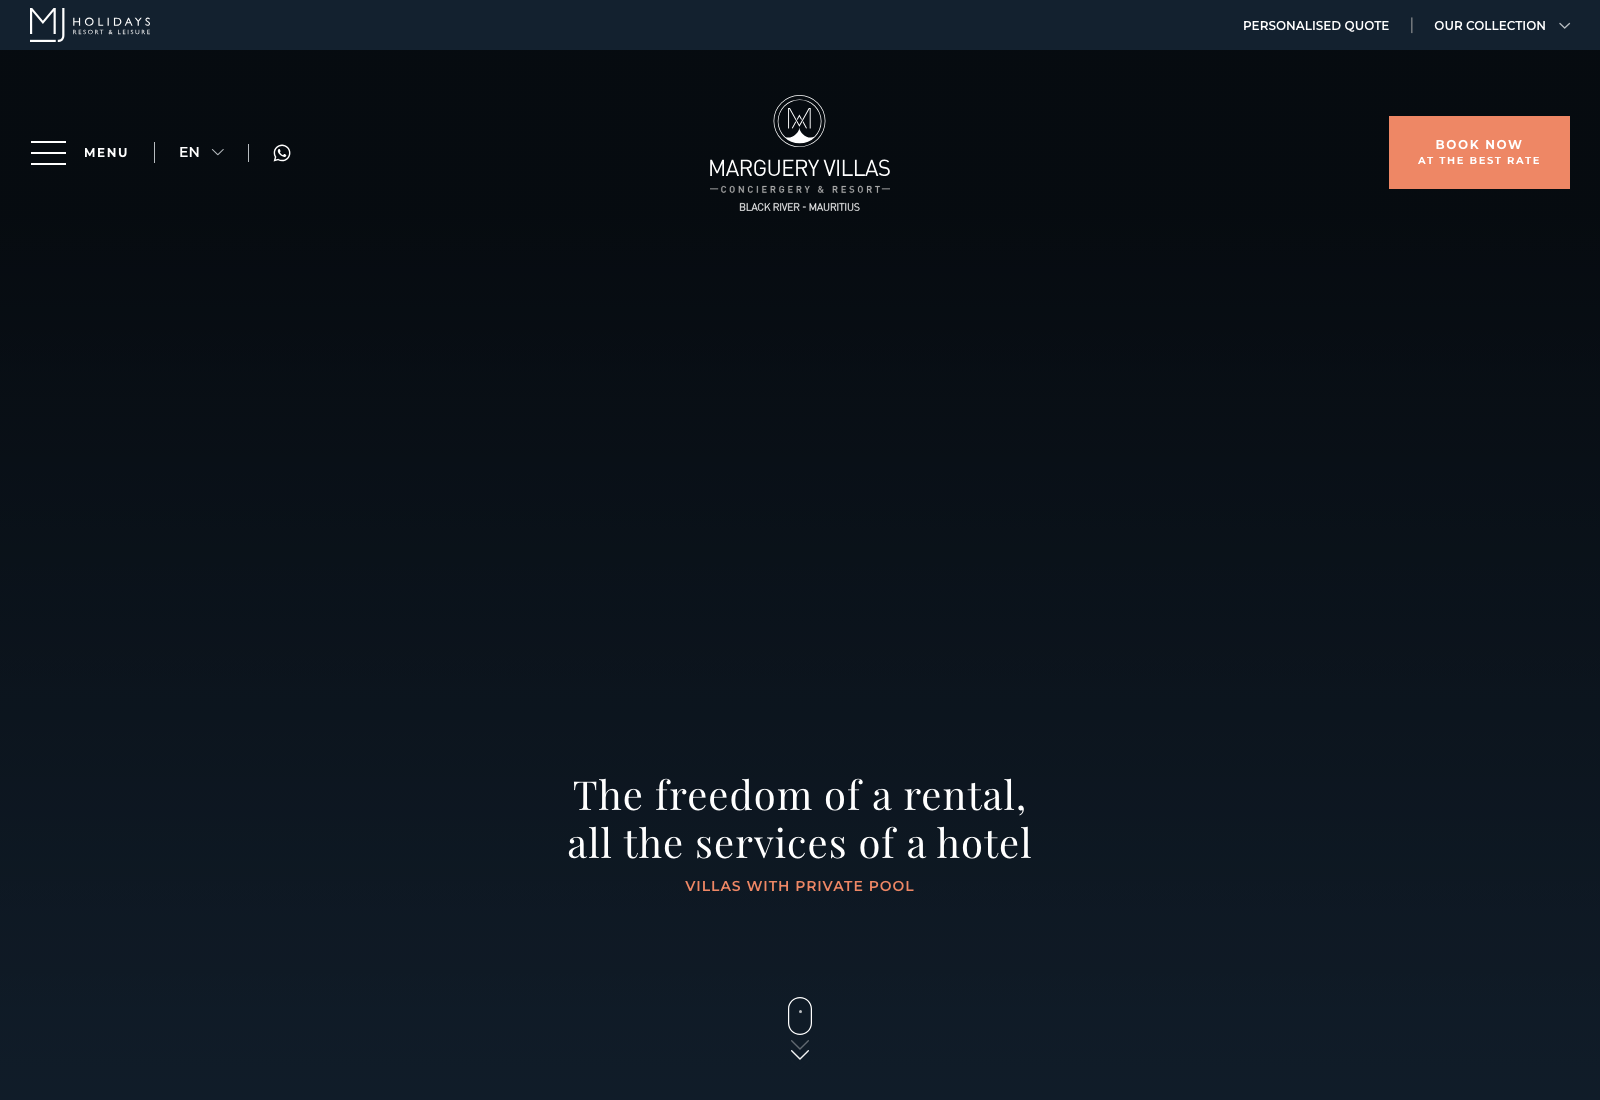 MJ HOLIDAYS
RESORT & LEISURE
PERSONALISED QUOTE
OUR COLLECTION
MENU
EN
MARGUERY VILLAS
CONCIERGERY & RESORT
BLACK RIVER - MAURITIUS
BOOK NOW
AT THE BEST RATE
The freedom of a rental,
all the services of a hotel
VILLAS WITH PRIVATE POOL